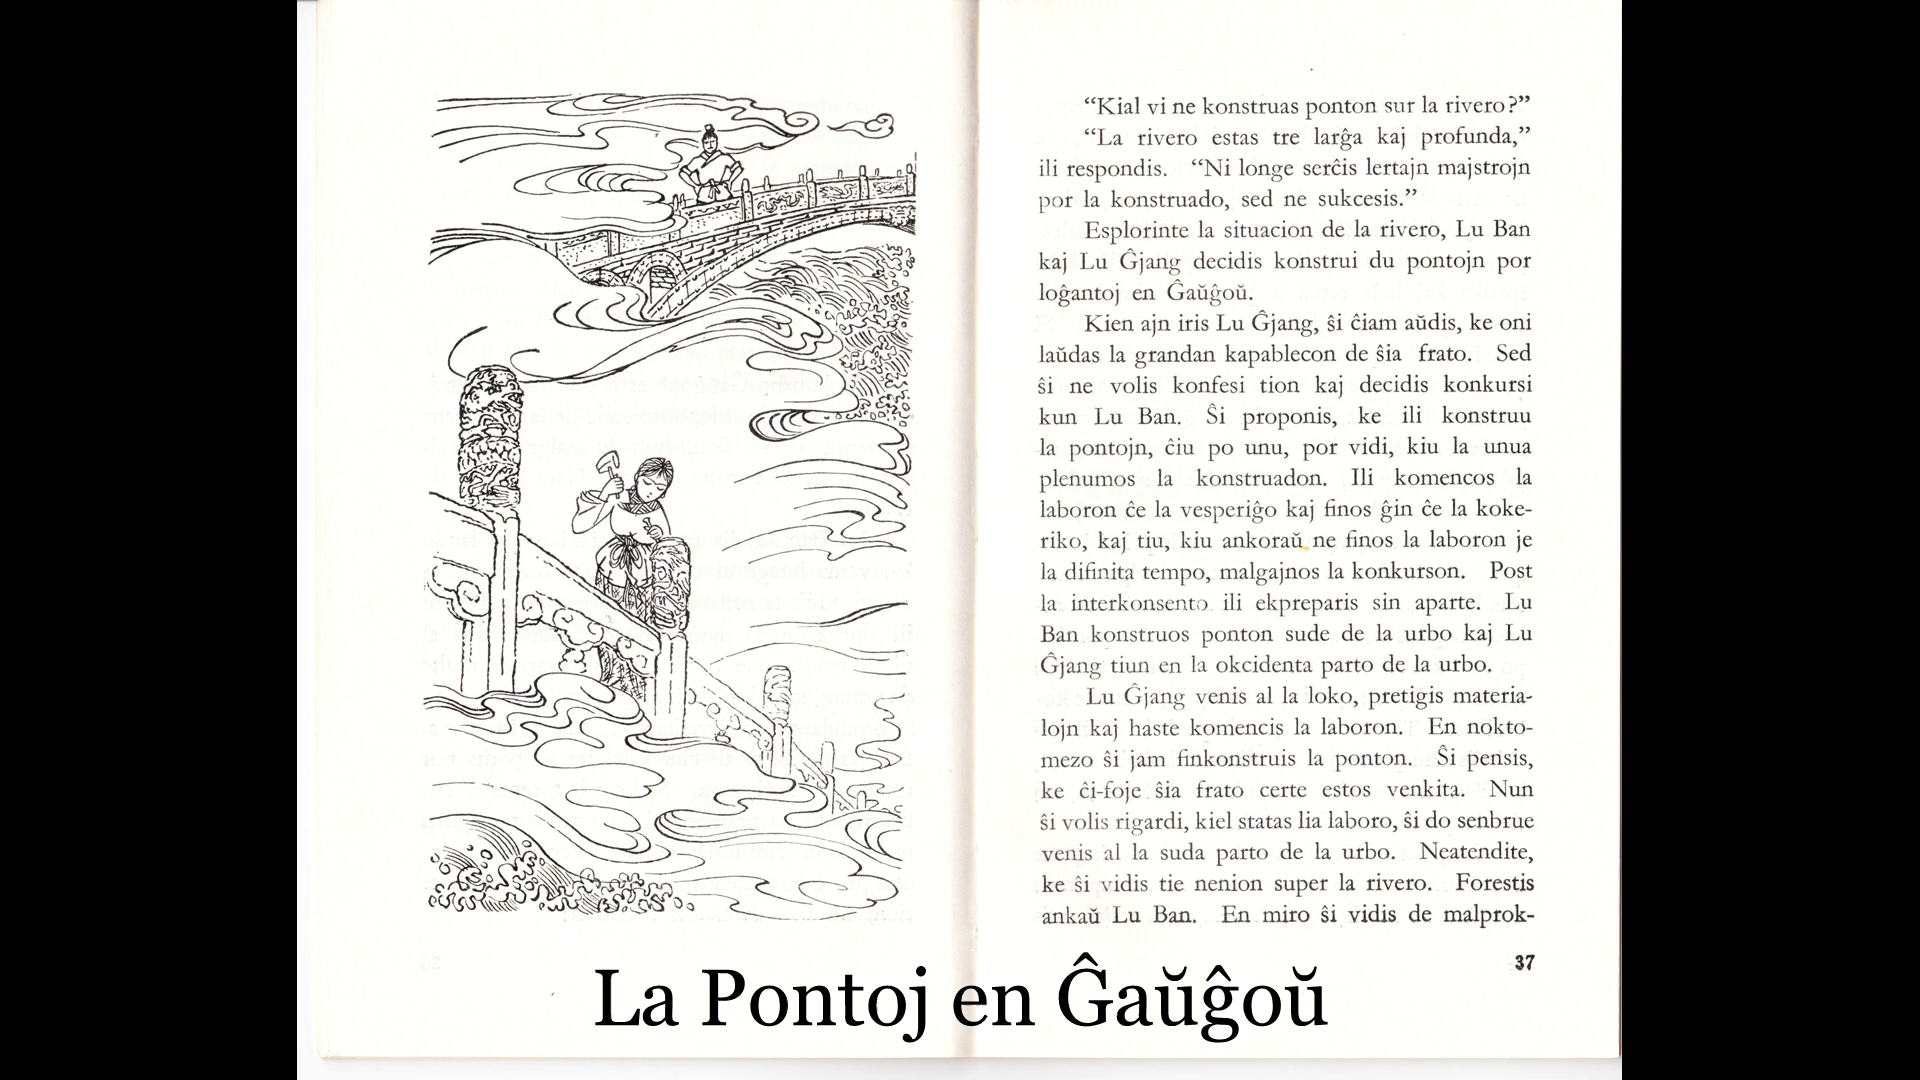 “Kial vi ne konstruas ponton sur la rivero?”
“La rivero estas tre larĝa kaj profunda,”
ili respondis. “Ni longe serĉis lertajn majstrojn
por la konstruado, sed ne sukcesis.”
Esplorinte la situacion de la rivero, Lu Ban
kaj Lu Ĝjang decidis konstrui du pontojn por
loĝantoj en Ĝaŭĝoŭ.
Kien ajn iris Lu Ĝjang, ŝi ĉiam aŭdis, ke oni
laŭdas la grandan kapablecon de ŝia frato. Sed
ŝi ne volis konfesi tion kaj decidis konkursi
kun Lu Ban. Ŝi proponis, ke ili konstruu
la pontojn, ĉiu po unu, por vidi, kiu la unua
plenumos la konstruadon. Ili komencos la
laboron ĉe la vesperiĝo kaj finos ĝin ĉe la koke-
riko, kaj tiu, kiu ankoraŭ ne finos la laboron je
la difinita tempo, malgajnos la konkurson. Post
la interkonsento ili ekpreparis sin aparte. Lu
Ban konstruos ponton sude de la urbo kaj Lu
Ĝjang tiun en la okcidenta parto de la urbo.
Lu Ĝjang venis al la loko, pretigis materia-
lojn kaj haste komencis la laboron. En nokto-
mezo ŝi jam finkonstruis la ponton. Ŝi pensis,
ke ĉi-foje ŝia frato certe estos venkita. Nun
ŝi volis rigardi, kiel statas lia laboro, ŝi do senbrue
venis al la suda parto de la urbo. Neatendite,
ke ŝi vidis tie nenion super la rivero. Forestis
ankaŭ Lu Ban. En miro ŝi vidis de malprok-
37
La Pontoj en Ĝaŭĝoŭ